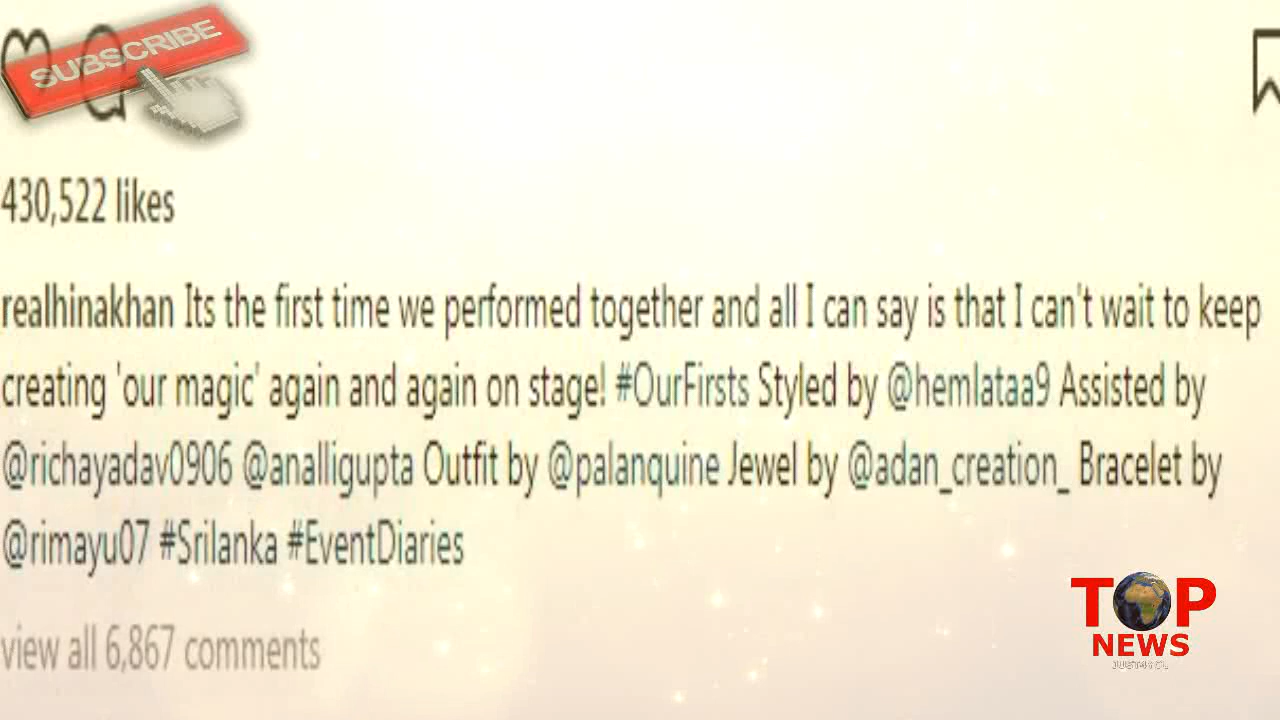 SUBSCRIBE
430,522 likes
realhinakhan Its the first time we performed together and all I can say is that I can't wait to keep
creating 'our magic' again and again on stage! #OurFirsts Styled by @hemlataa9 Assisted by
@richayadav0906 @analligupta Outfit by @palanquine Jewel by @adan_creation_ Bracelet by
@rimayu07 #Srilanka #EventDiaries
view all 6,867 comments
TOP
NEWS